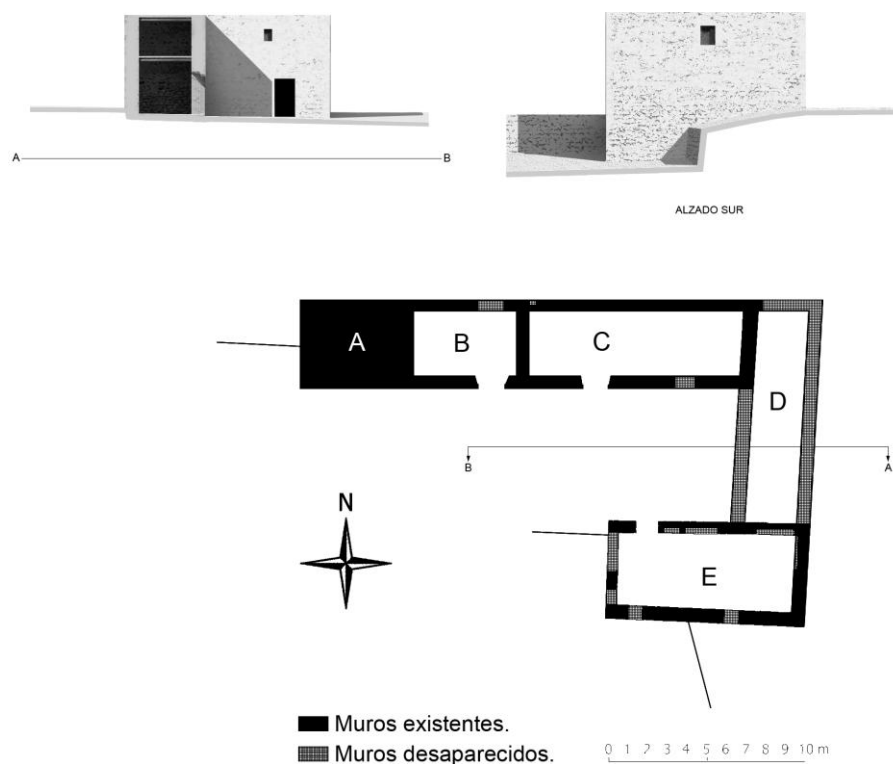 A B
ALZADO SUR
A B C
D
B A
N
E
Muros existentes.
Muros desaparecidos.
0 1 2 3 4 5 6 7 8 9 10 m